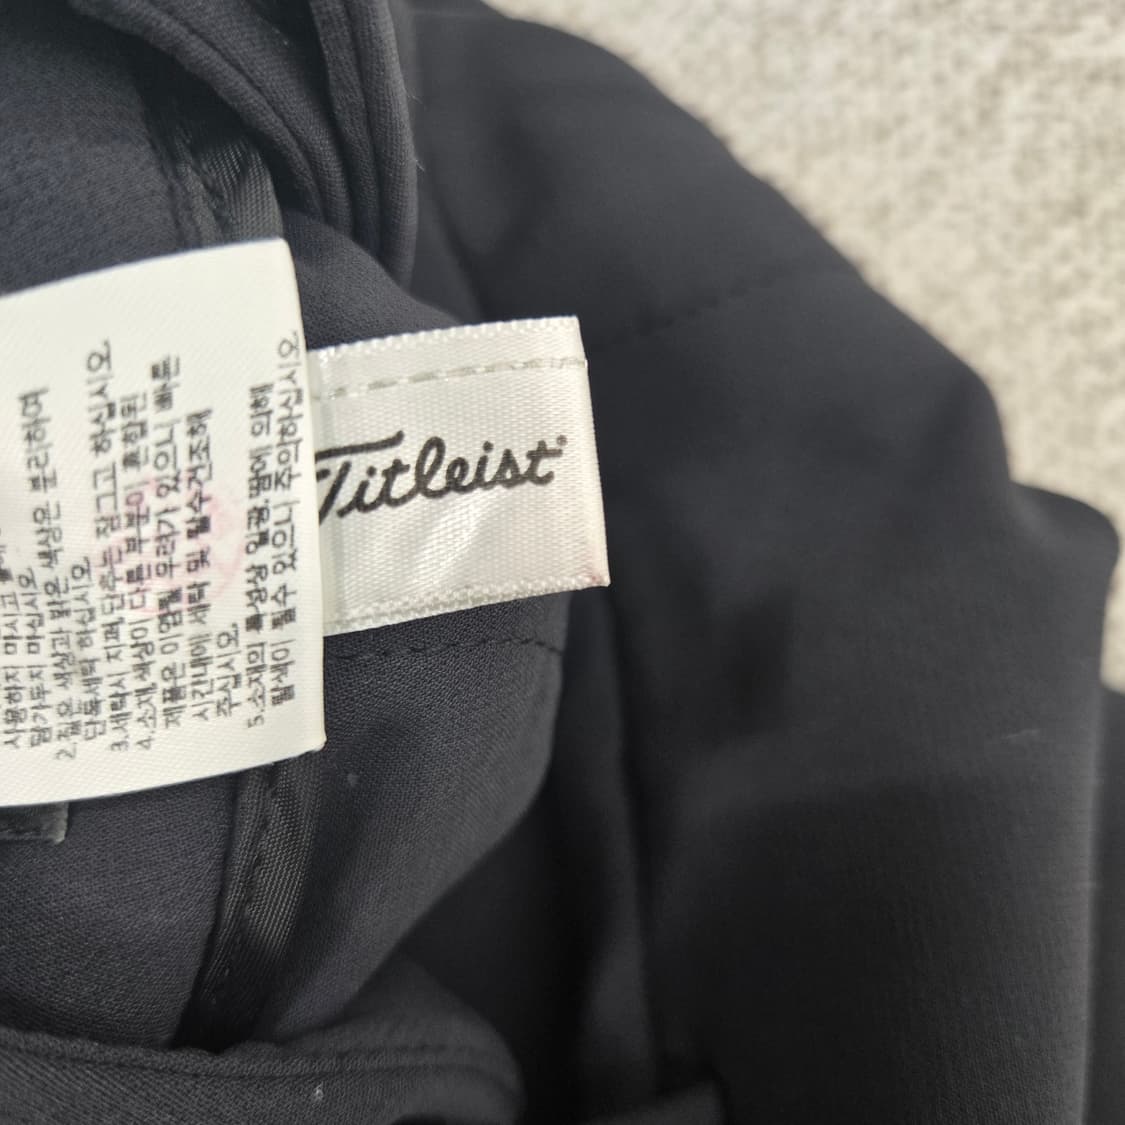 사용하지 마시고
담가두지 마십시오
2.짙은 색상과 밝은 색상은 분리하여
단독세탁 하십시오
3.세탁시 지퍼,단추는 잠그고 하십시오
4.소재,색상이 다른 부분이 혼합된
제품은 이염될 우려가 있으니 빠른
시간내에 세탁 및 탈수건조해
주십시오
5.소재의 특성상 일광,땀에 의해
탈색이 될수 있으니 주의하십시오
Titleist